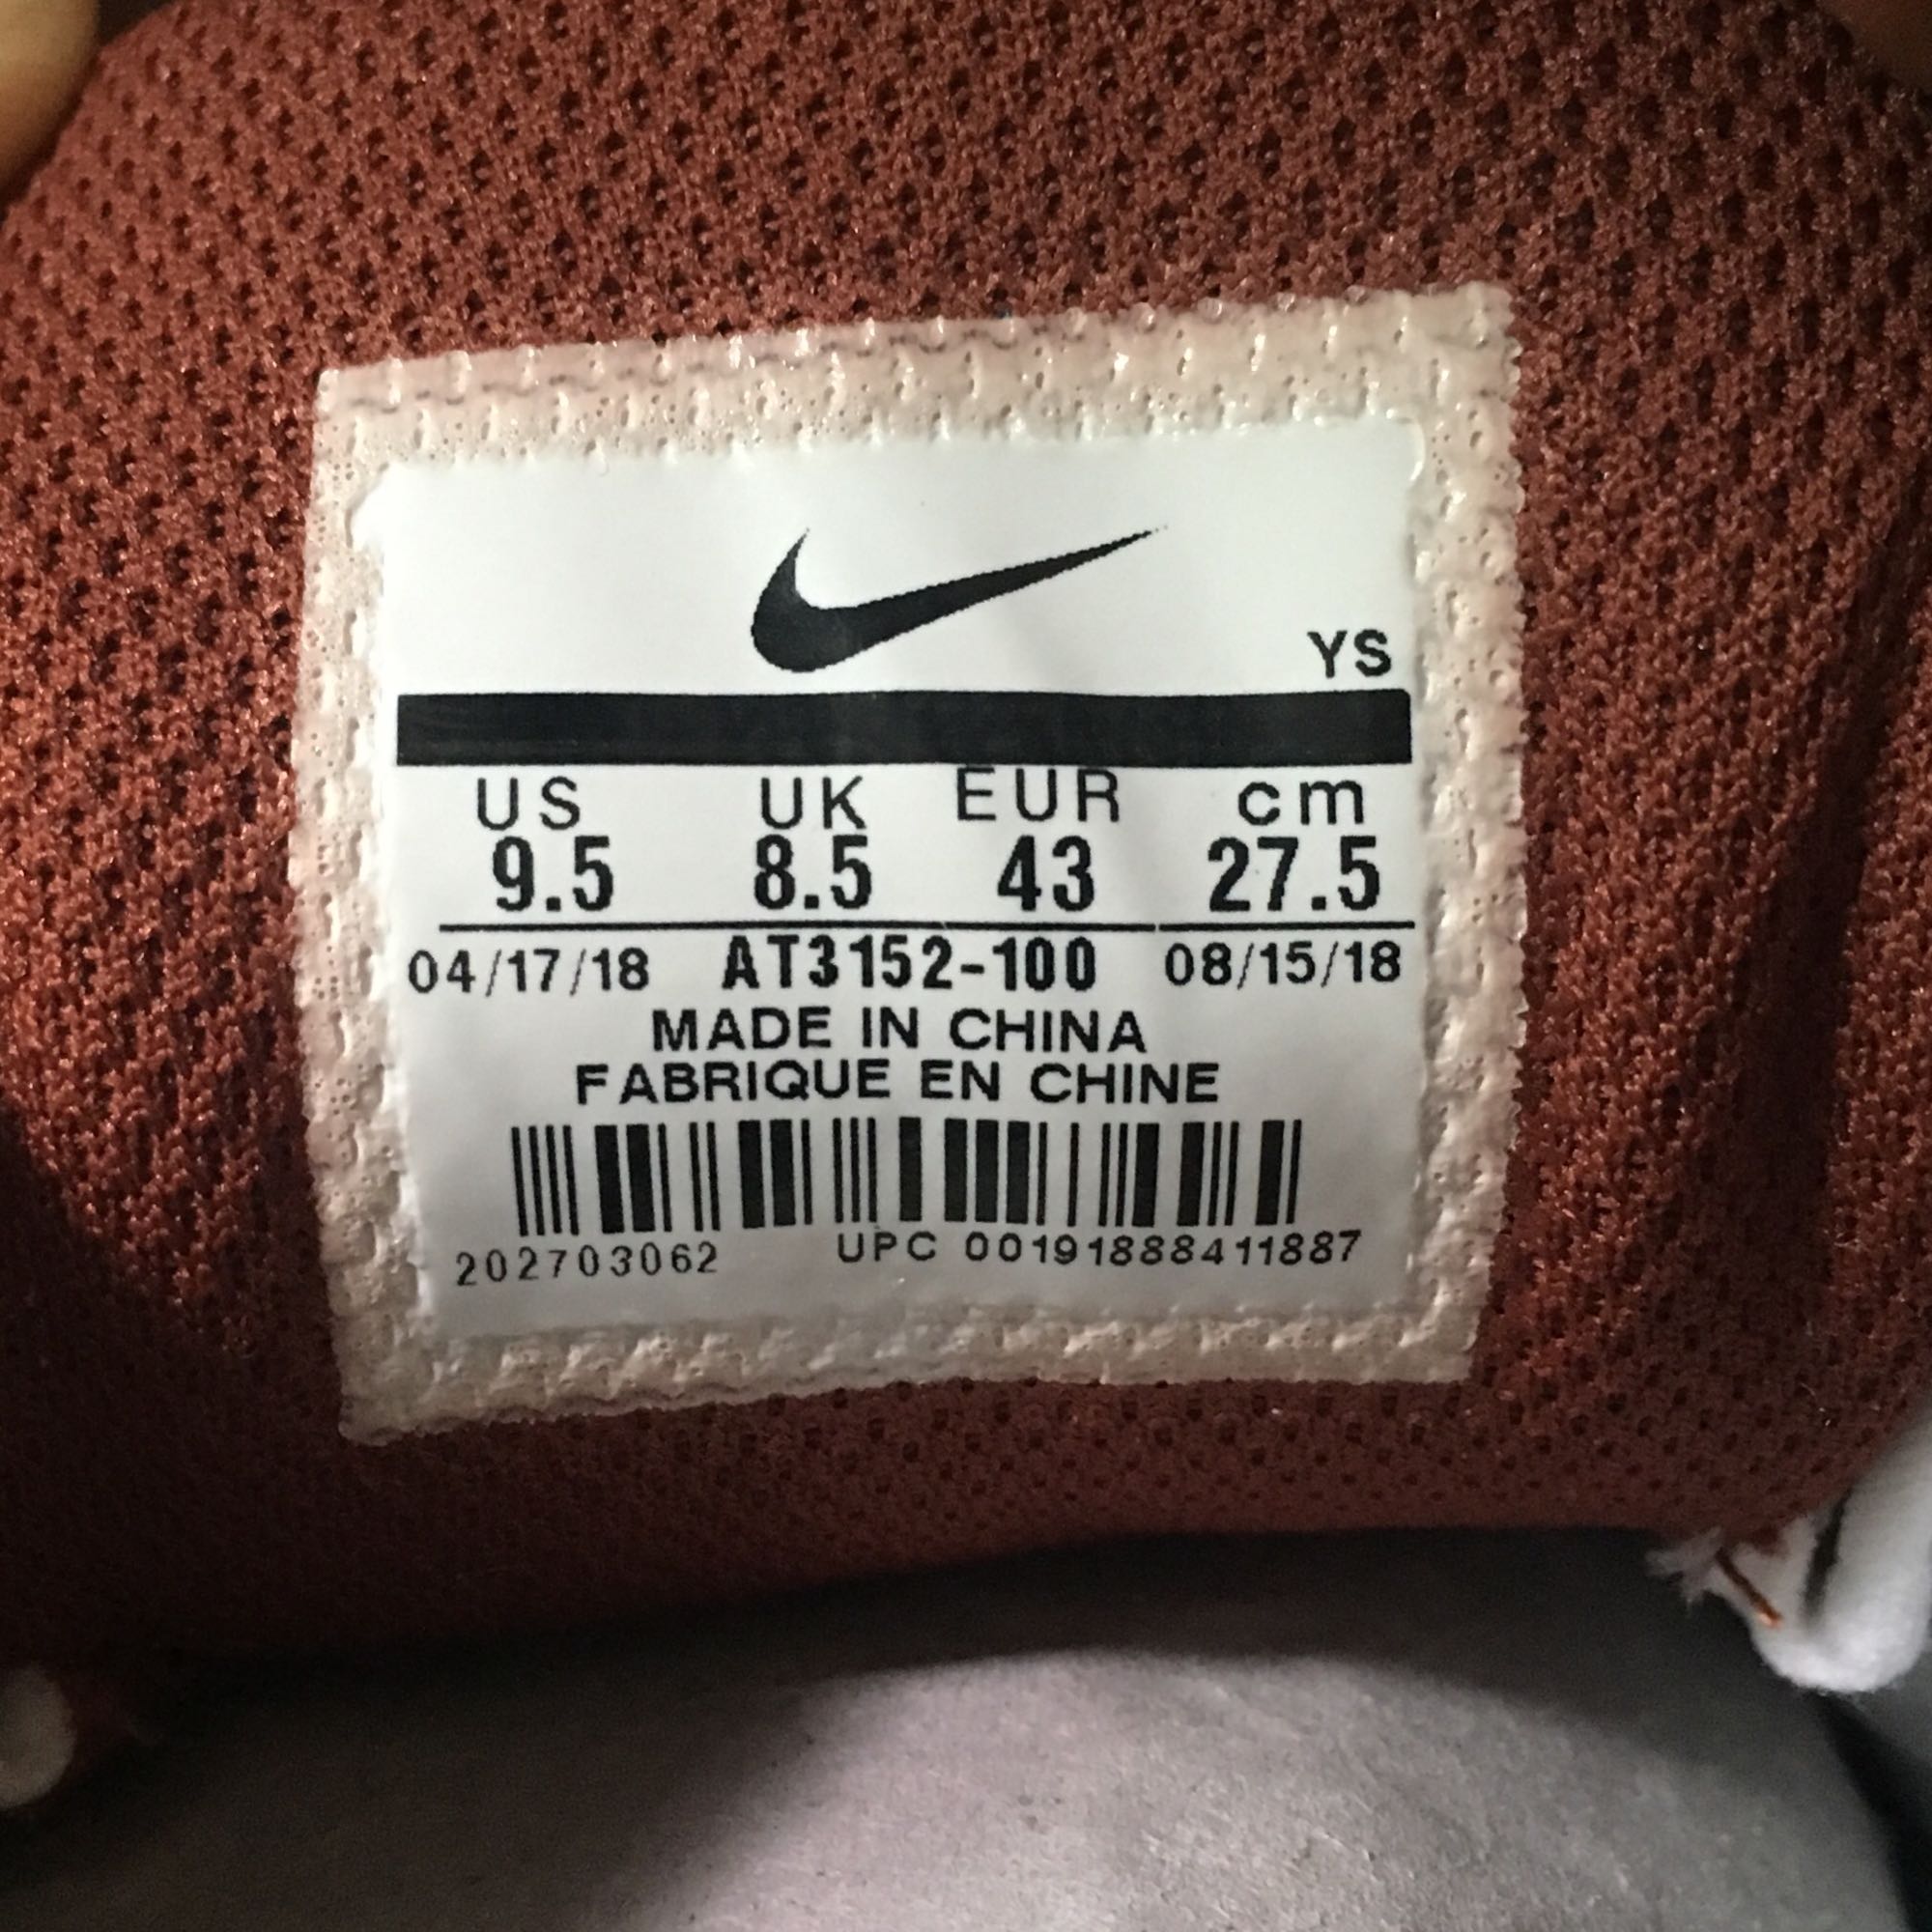 YS
US UK EUR cm
9.5 8.5 43 27.5
04/17/18 AT3152-100 08/15/18
MADE IN CHINA
FABRIQUE EN CHINE
202703062 UPC 00191888411887